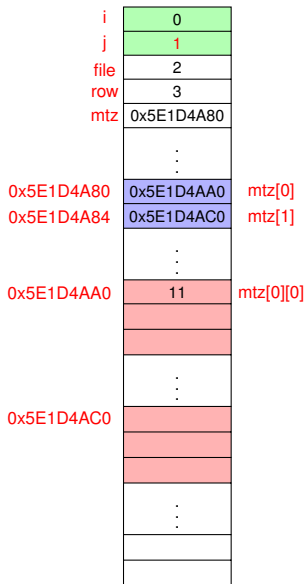 i 0
j 1
file 2
row 3
mtz 0x5E1D4A80
0x5E1D4A80 0x5E1D4AA0 mtz[0]
0x5E1D4A84 0x5E1D4AC0 mtz[1]
0x5E1D4AA0 11 mtz[0][0]
0x5E1D4AC0